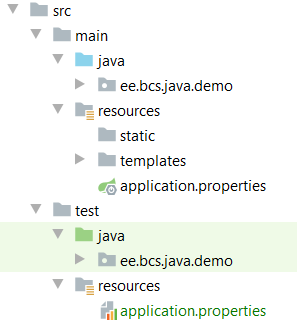 src
main
java
ee.bcs.java.demo
resources
static
templates
application.properties
test
java
ee.bcs.java.demo
resources
application.properties